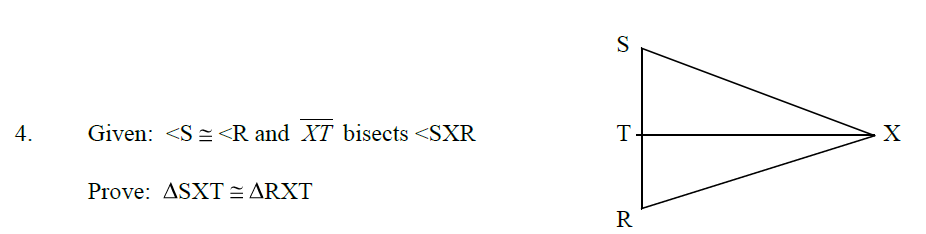 S
4. Given: <S ≅ <R and XT bisects <SXR
T
X
Prove: ΔSXT ≅ ΔRXT
R